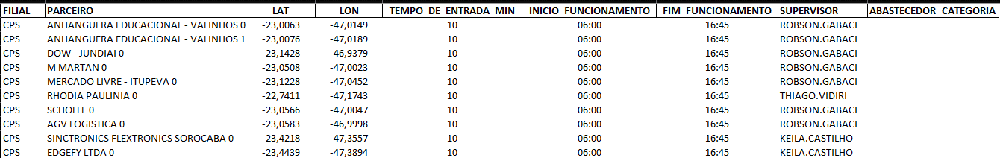 FILIAL PARCEIRO LAT LON TEMPO_DE_ENTRADA_MIN INICIO_FUNCIONAMENTO FIM_FUNCIONAMENTO SUPERVISOR ABASTECEDOR CATEGORIA
CPS ANHANGUERA EDUCACIONAL - VALINHOS 0 -23,0063 -47,0149 10 06:00 16:45 ROBSON.GABACI
CPS ANHANGUERA EDUCACIONAL - VALINHOS 1 -23,0076 -47,0189 10 06:00 16:45 ROBSON.GABACI
CPS DOW - JUNDIAI 0 -23,1428 -46,9379 10 06:00 16:45 ROBSON.GABACI
CPS M MARTAN 0 -23,0508 -47,0023 10 06:00 16:45 ROBSON.GABACI
CPS MERCADO LIVRE - ITUPEVA 0 -23,1228 -47,0452 10 06:00 16:45 ROBSON.GABACI
CPS RHODIA PAULINIA 0 -22,7411 -47,1743 10 06:00 16:45 THIAGO.VIDIRI
CPS SCHOLLE 0 -23,0566 -47,0047 10 06:00 16:45 ROBSON.GABACI
CPS AGV LOGISTICA 0 -23,0583 -46,9998 10 06:00 16:45 ROBSON.GABACI
CPS SINCTRONICS FLEXTRONICS SOROCABA 0 -23,4218 -47,3557 10 06:00 16:45 KEILA.CASTILHO
CPS EDGEFY LTDA 0 -23,4439 -47,3894 10 06:00 16:45 KEILA.CASTILHO